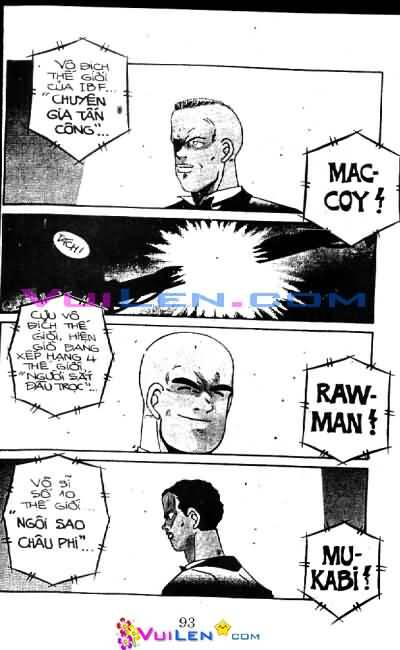 VÔ ĐỊCH
THẾ GIỚI
CỦA IBF...
"CHUYÊN
GIA TẤN
CÔNG"...
MAC-
COY!
TÁCH!
VUILEN.COM
CỰU VÔ
ĐỊCH THẾ
GIỚI, HIỆN
GIỜ ĐANG
XẾP HẠNG 4
THẾ GIỚI.
"NGƯỜI SẮT
ĐẦU TRỌC"...
RAW-
MAN!
VÕ SĨ
SỐ 10
THẾ GIỚI...
"NGÔI SAO
CHÂU PHI"...
MU-
KABI!
93
VUILEN.COM